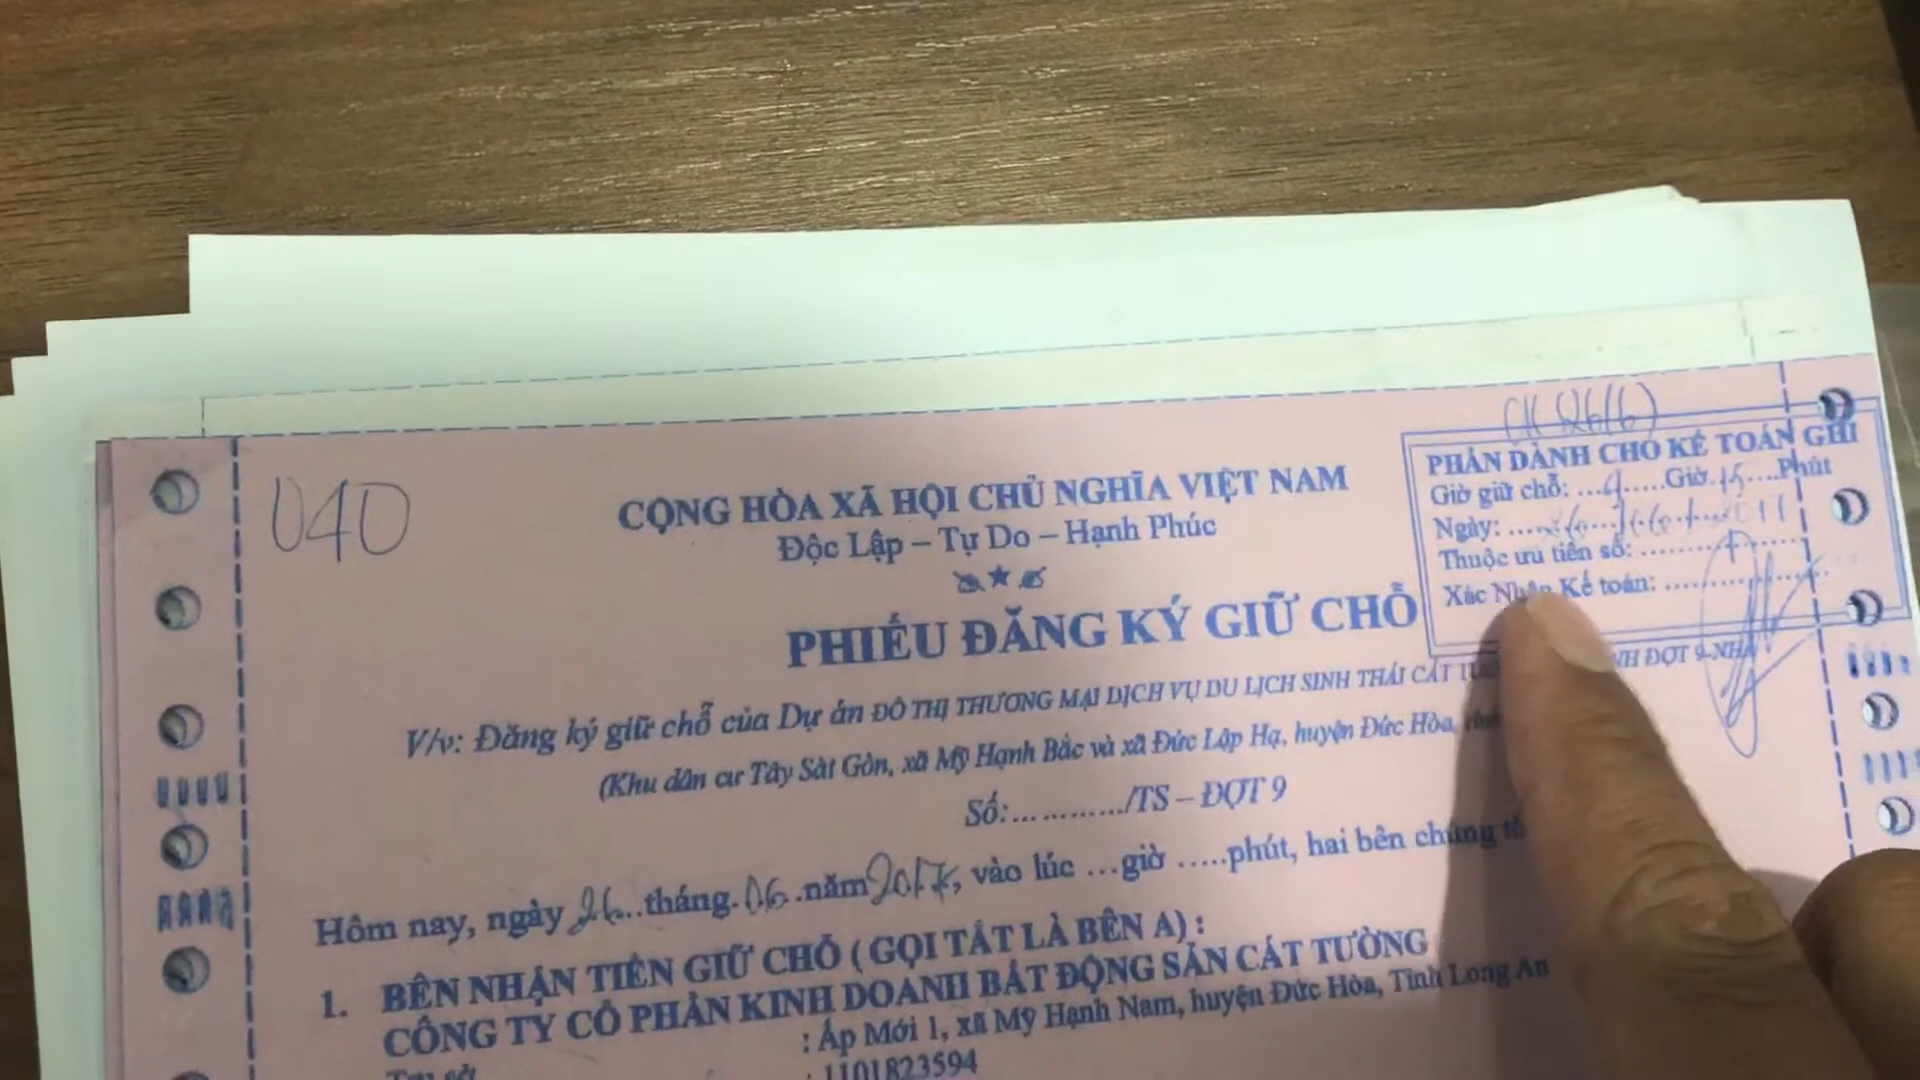 040
CỘNG HÒA XÃ HỘI CHỦ NGHĨA VIỆT NAM
Độc Lập – Tự Do – Hạnh Phúc
PHIẾU ĐĂNG KÝ GIỮ CHỖ
PHẦN DÀNH CHO KẾ TOÁN GHI
Giờ giữ chỗ: ...9.....Giờ.15....Phút
Ngày:
Thuộc ưu tiên số: ................
Xác Nhận Kế toán: ................
V/v: Đăng ký giữ chỗ của Dự án ĐÔ THỊ THƯƠNG MẠI DỊCH VỤ DU LỊCH SINH THÁI CÁT ĐỢT 9
(Khu dân cư Tây Sài Gòn, xã Mỹ Hạnh Bắc và xã Đức Lập Hạ, huyện Đức Hòa,
Số:............/TS – ĐỢT 9
Hôm nay, ngày 26..tháng.06.năm 2017, vào lúc ...giờ .....phút, hai bên chúng
1. BÊN NHẬN TIỀN GIỮ CHỖ ( GỌI TẮT LÀ BÊN A) :
CÔNG TY CỔ PHẦN KINH DOANH BẤT ĐỘNG SẢN CÁT TƯỜNG
: Ấp Mới 1, xã Mỹ Hạnh Nam, huyện Đức Hòa, Tỉnh Long An
: 1101823594